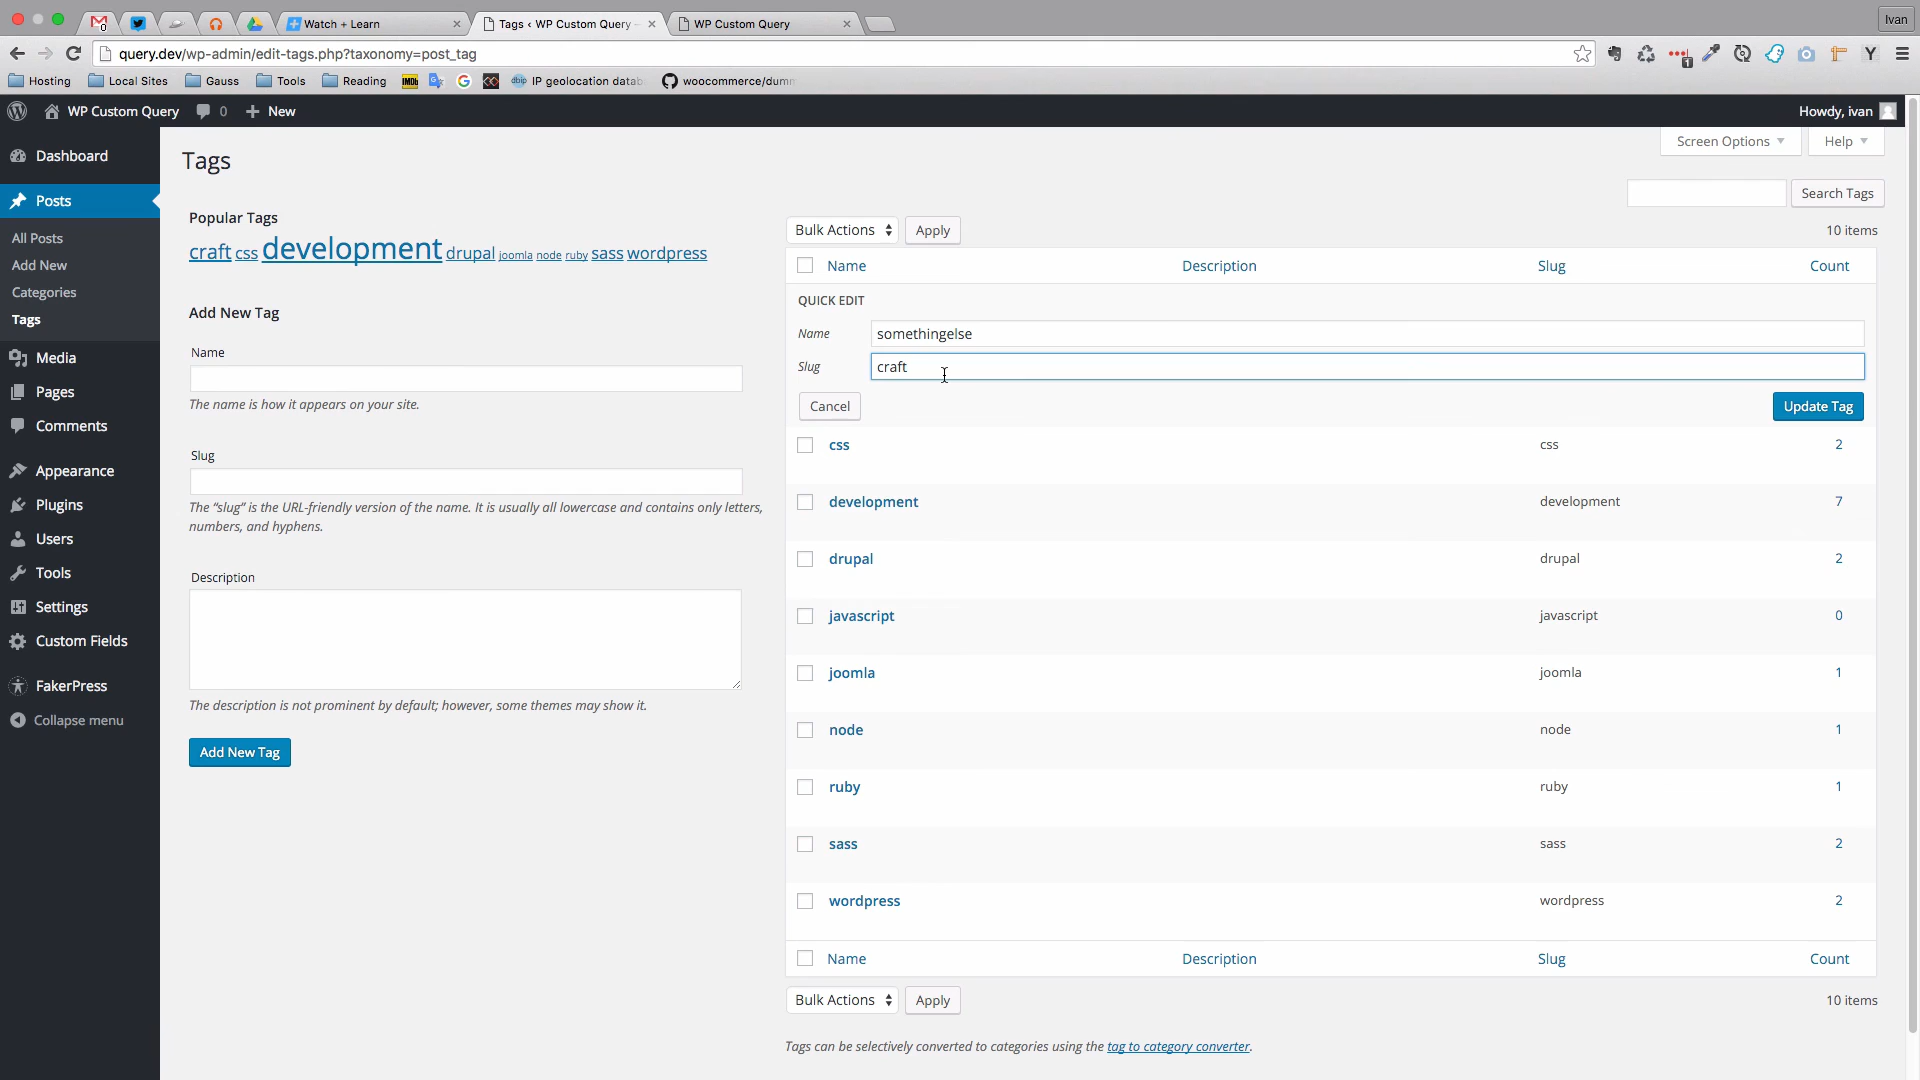 0
Watch + Learn
Tags ‹ WP Custom Query –
WP Custom Query
Ivan
query.dev/wp-admin/edit-tags.php?taxonomy=post_tag
1
Y
Hosting
Local Sites
Gauss
Tools
Reading
IMDb
dbip IP geolocation datab
woocommerce/dumm
WP Custom Query
0
New
Howdy, ivan
Dashboard
Posts
All Posts
Add New
Categories
Tags
Media
Pages
Comments
Appearance
Plugins
Users
Tools
Settings
Custom Fields
FakerPress
Collapse menu
Tags
Screen Options
Help
Search Tags
Popular Tags
craft css development drupal joomla node ruby sass wordpress
Add New Tag
Name
The name is how it appears on your site.
Slug
The “slug” is the URL-friendly version of the name. It is usually all lowercase and contains only letters,
numbers, and hyphens.
Description
The description is not prominent by default; however, some themes may show it.
Add New Tag
Bulk Actions
Apply
10 items
Name Description Slug Count
QUICK EDIT
Name somethingelse
Slug craft
Cancel
Update Tag
css css 2
development development 7
drupal drupal 2
javascript javascript 0
joomla joomla 1
node node 1
ruby ruby 1
sass sass 2
wordpress wordpress 2
Name Description Slug Count
Bulk Actions
Apply
10 items
Tags can be selectively converted to categories using the tag to category converter.